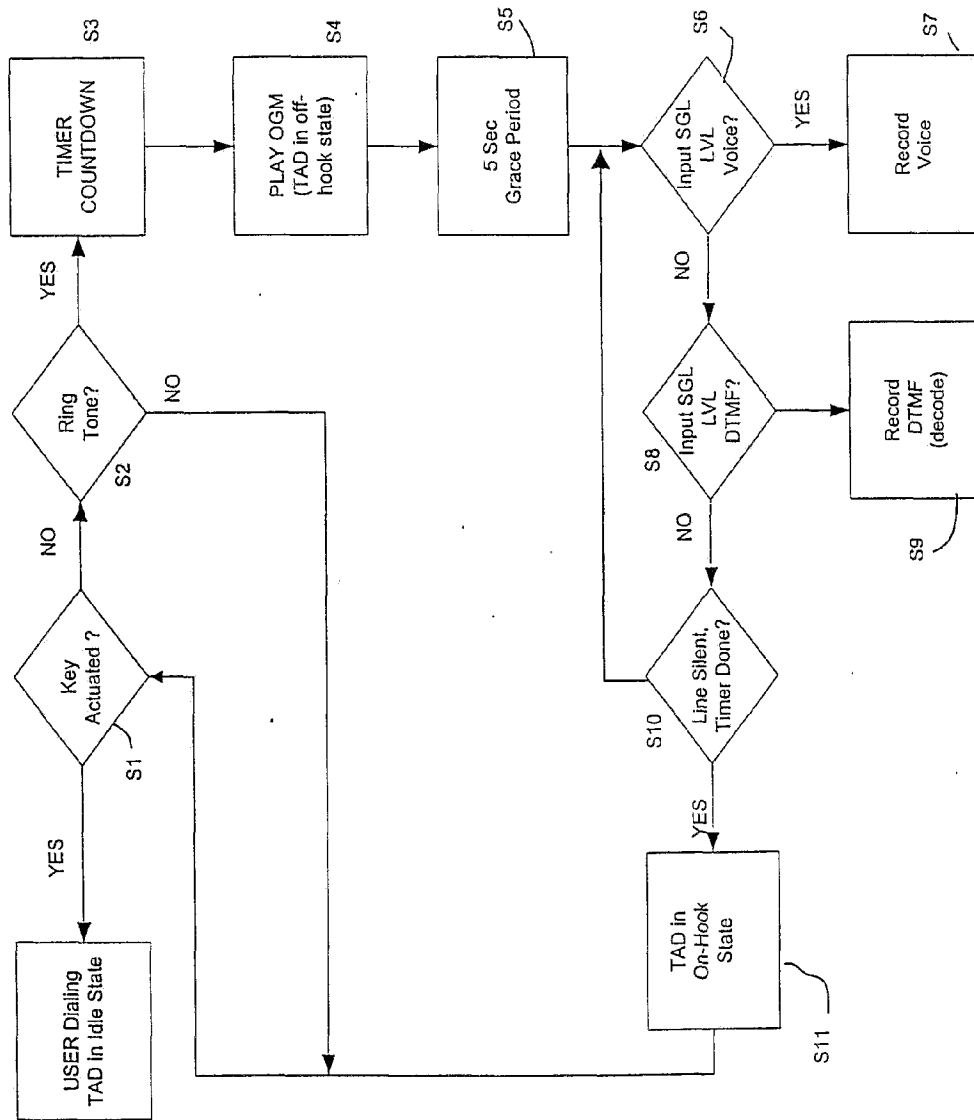 USER Dialing
TAD in Idle State
YES
Key
Actuated ?
S1
NO
Ring
Tone?
S2
NO
YES
TIMER
COUNTDOWN
S3
PLAY OGM
(TAD in off-
hook state)
S4
5 Sec
Grace Period
S5
Input SGL
LVL
Voice?
S6
YES
Record
Voice
S7
NO
Input SGL
LVL
DTMF?
S8
Record
DTMF
(decode)
S9
NO
Line Silent,
Timer Done?
S10
YES
TAD in
On-Hook
State
S11